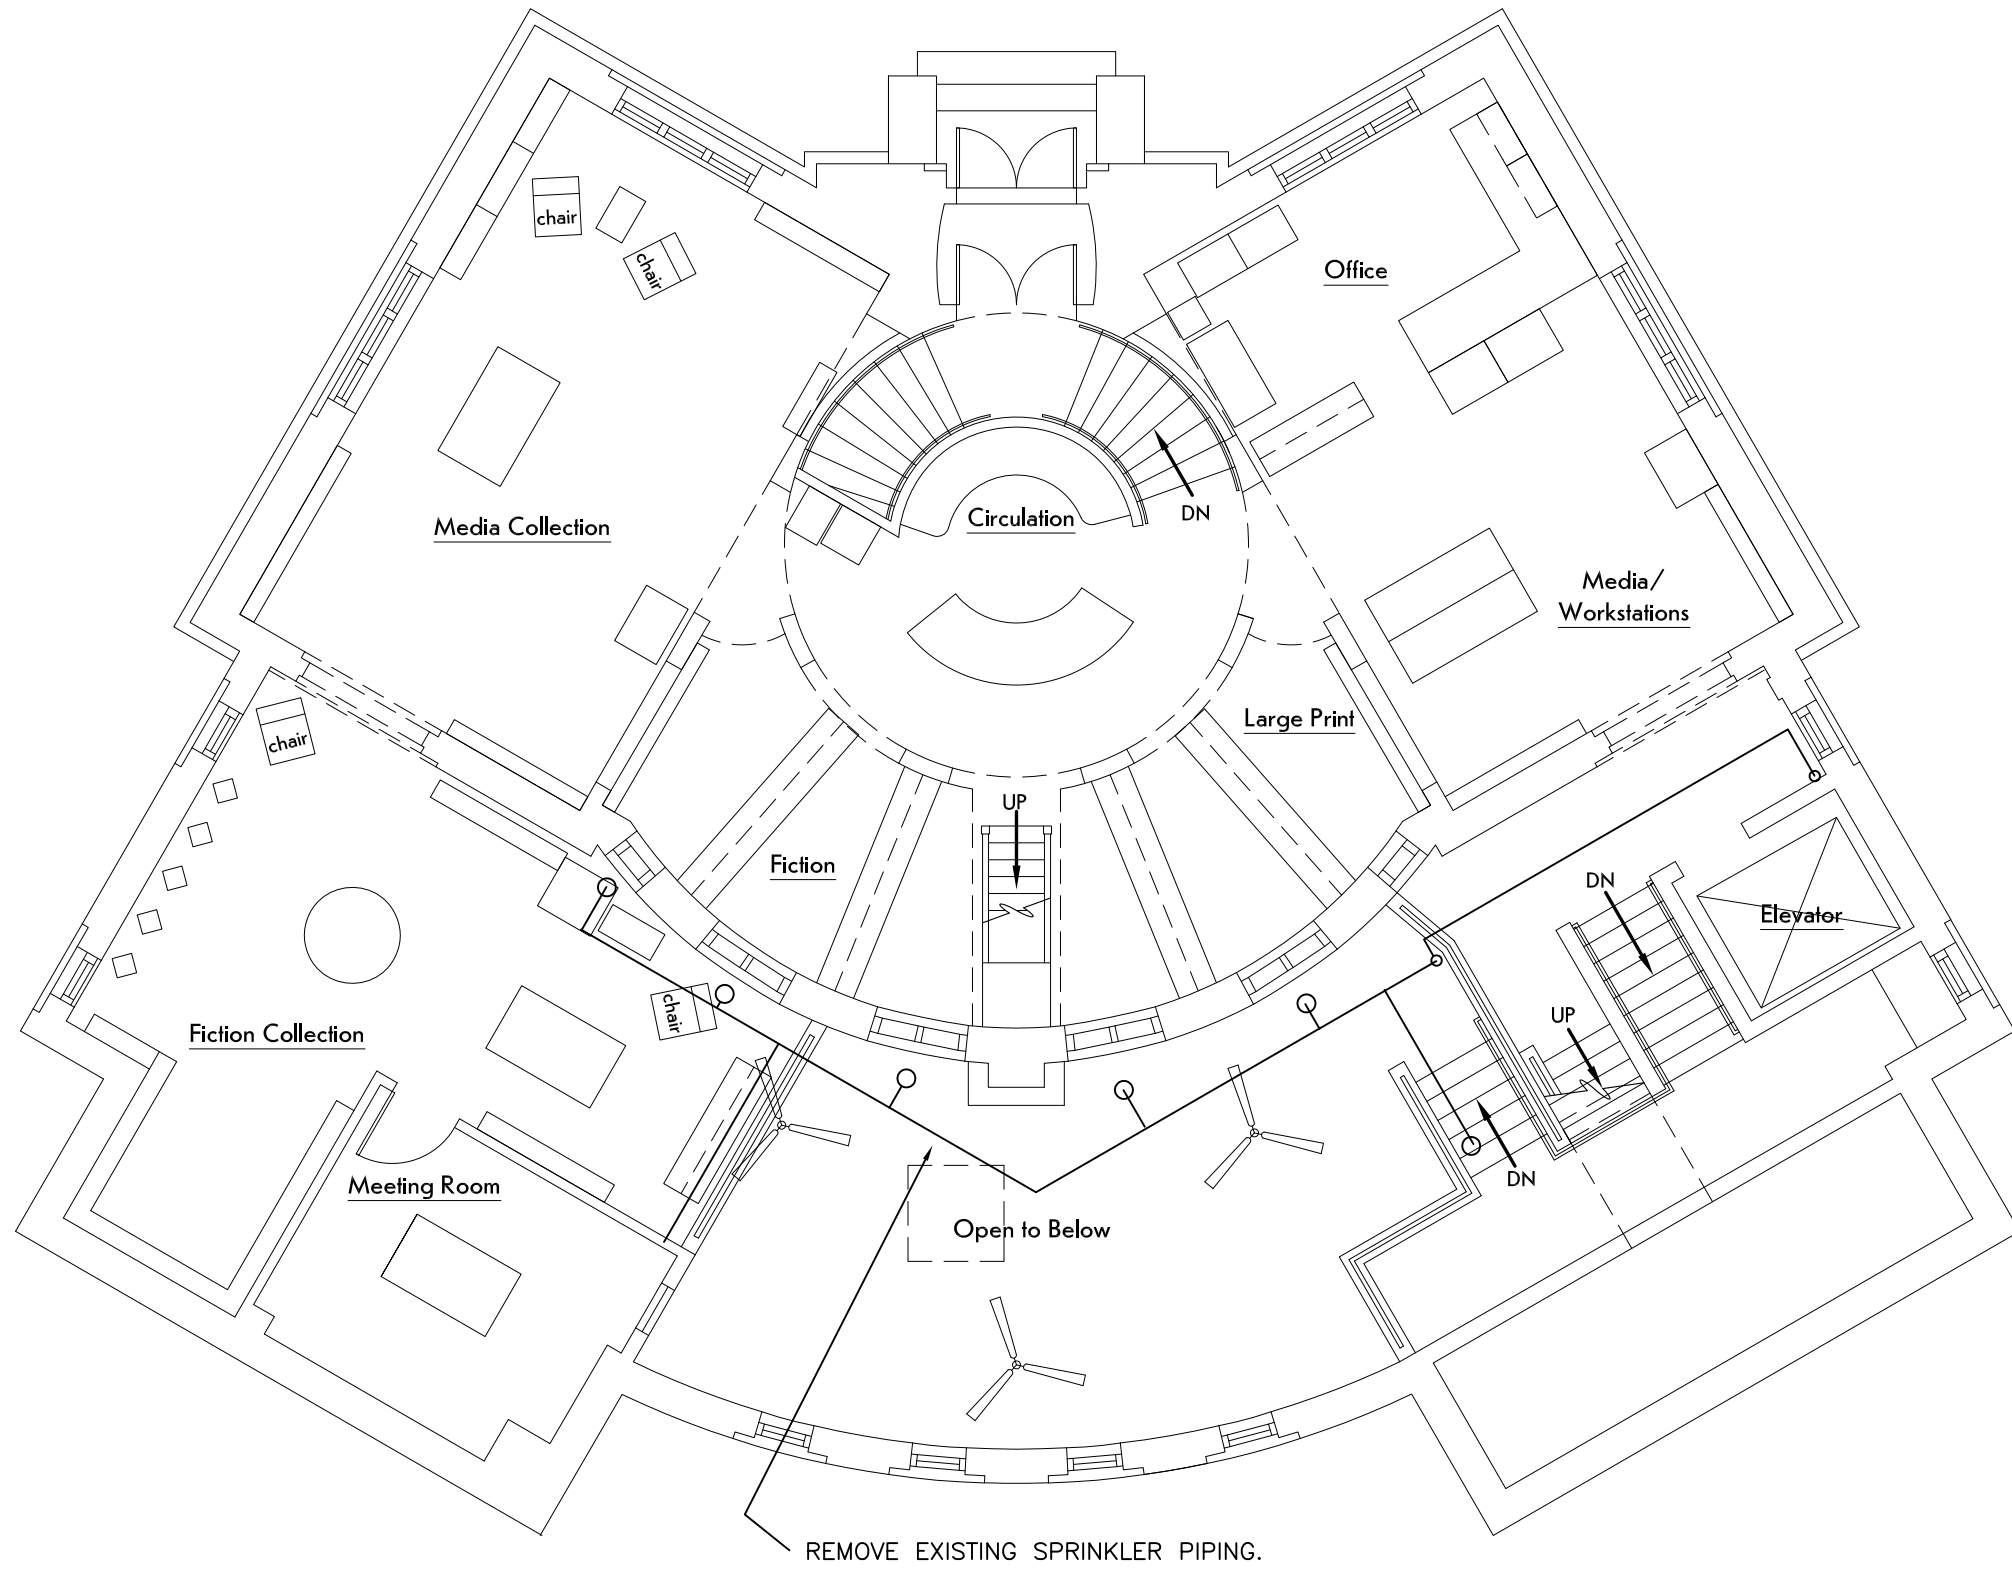 chair
chair
Office
Media Collection
Circulation
DN
Media/
Workstations
Large Print
chair
UP
Fiction
DN
Elevator
chair
UP
Fiction Collection
Meeting Room
DN
Open to Below
REMOVE EXISTING SPRINKLER PIPING.